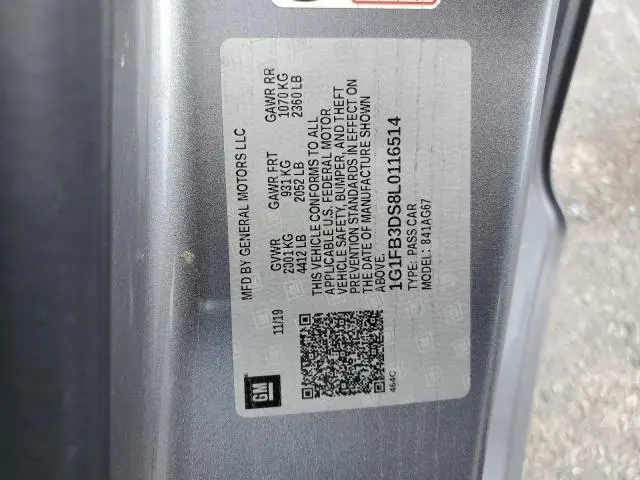 MFD BY GENERAL MOTORS LLC
11/19
GM
GVWR
2001 KG
4412 LB
GAWR FRT
931 KG
2052 LB
GAWR RR
1070 KG
2360 LB
THIS VEHICLE CONFORMS TO ALL
APPLICABLE U.S. FEDERAL MOTOR
VEHICLE SAFETY, BUMPER, AND THEFT
PREVENTION STANDARDS IN EFFECT ON
THE DATE OF MANUFACTURE SHOWN
ABOVE.
1G1FB3DS8L0116514
TYPE: PASS CAR
MODEL: 841AG67
464C